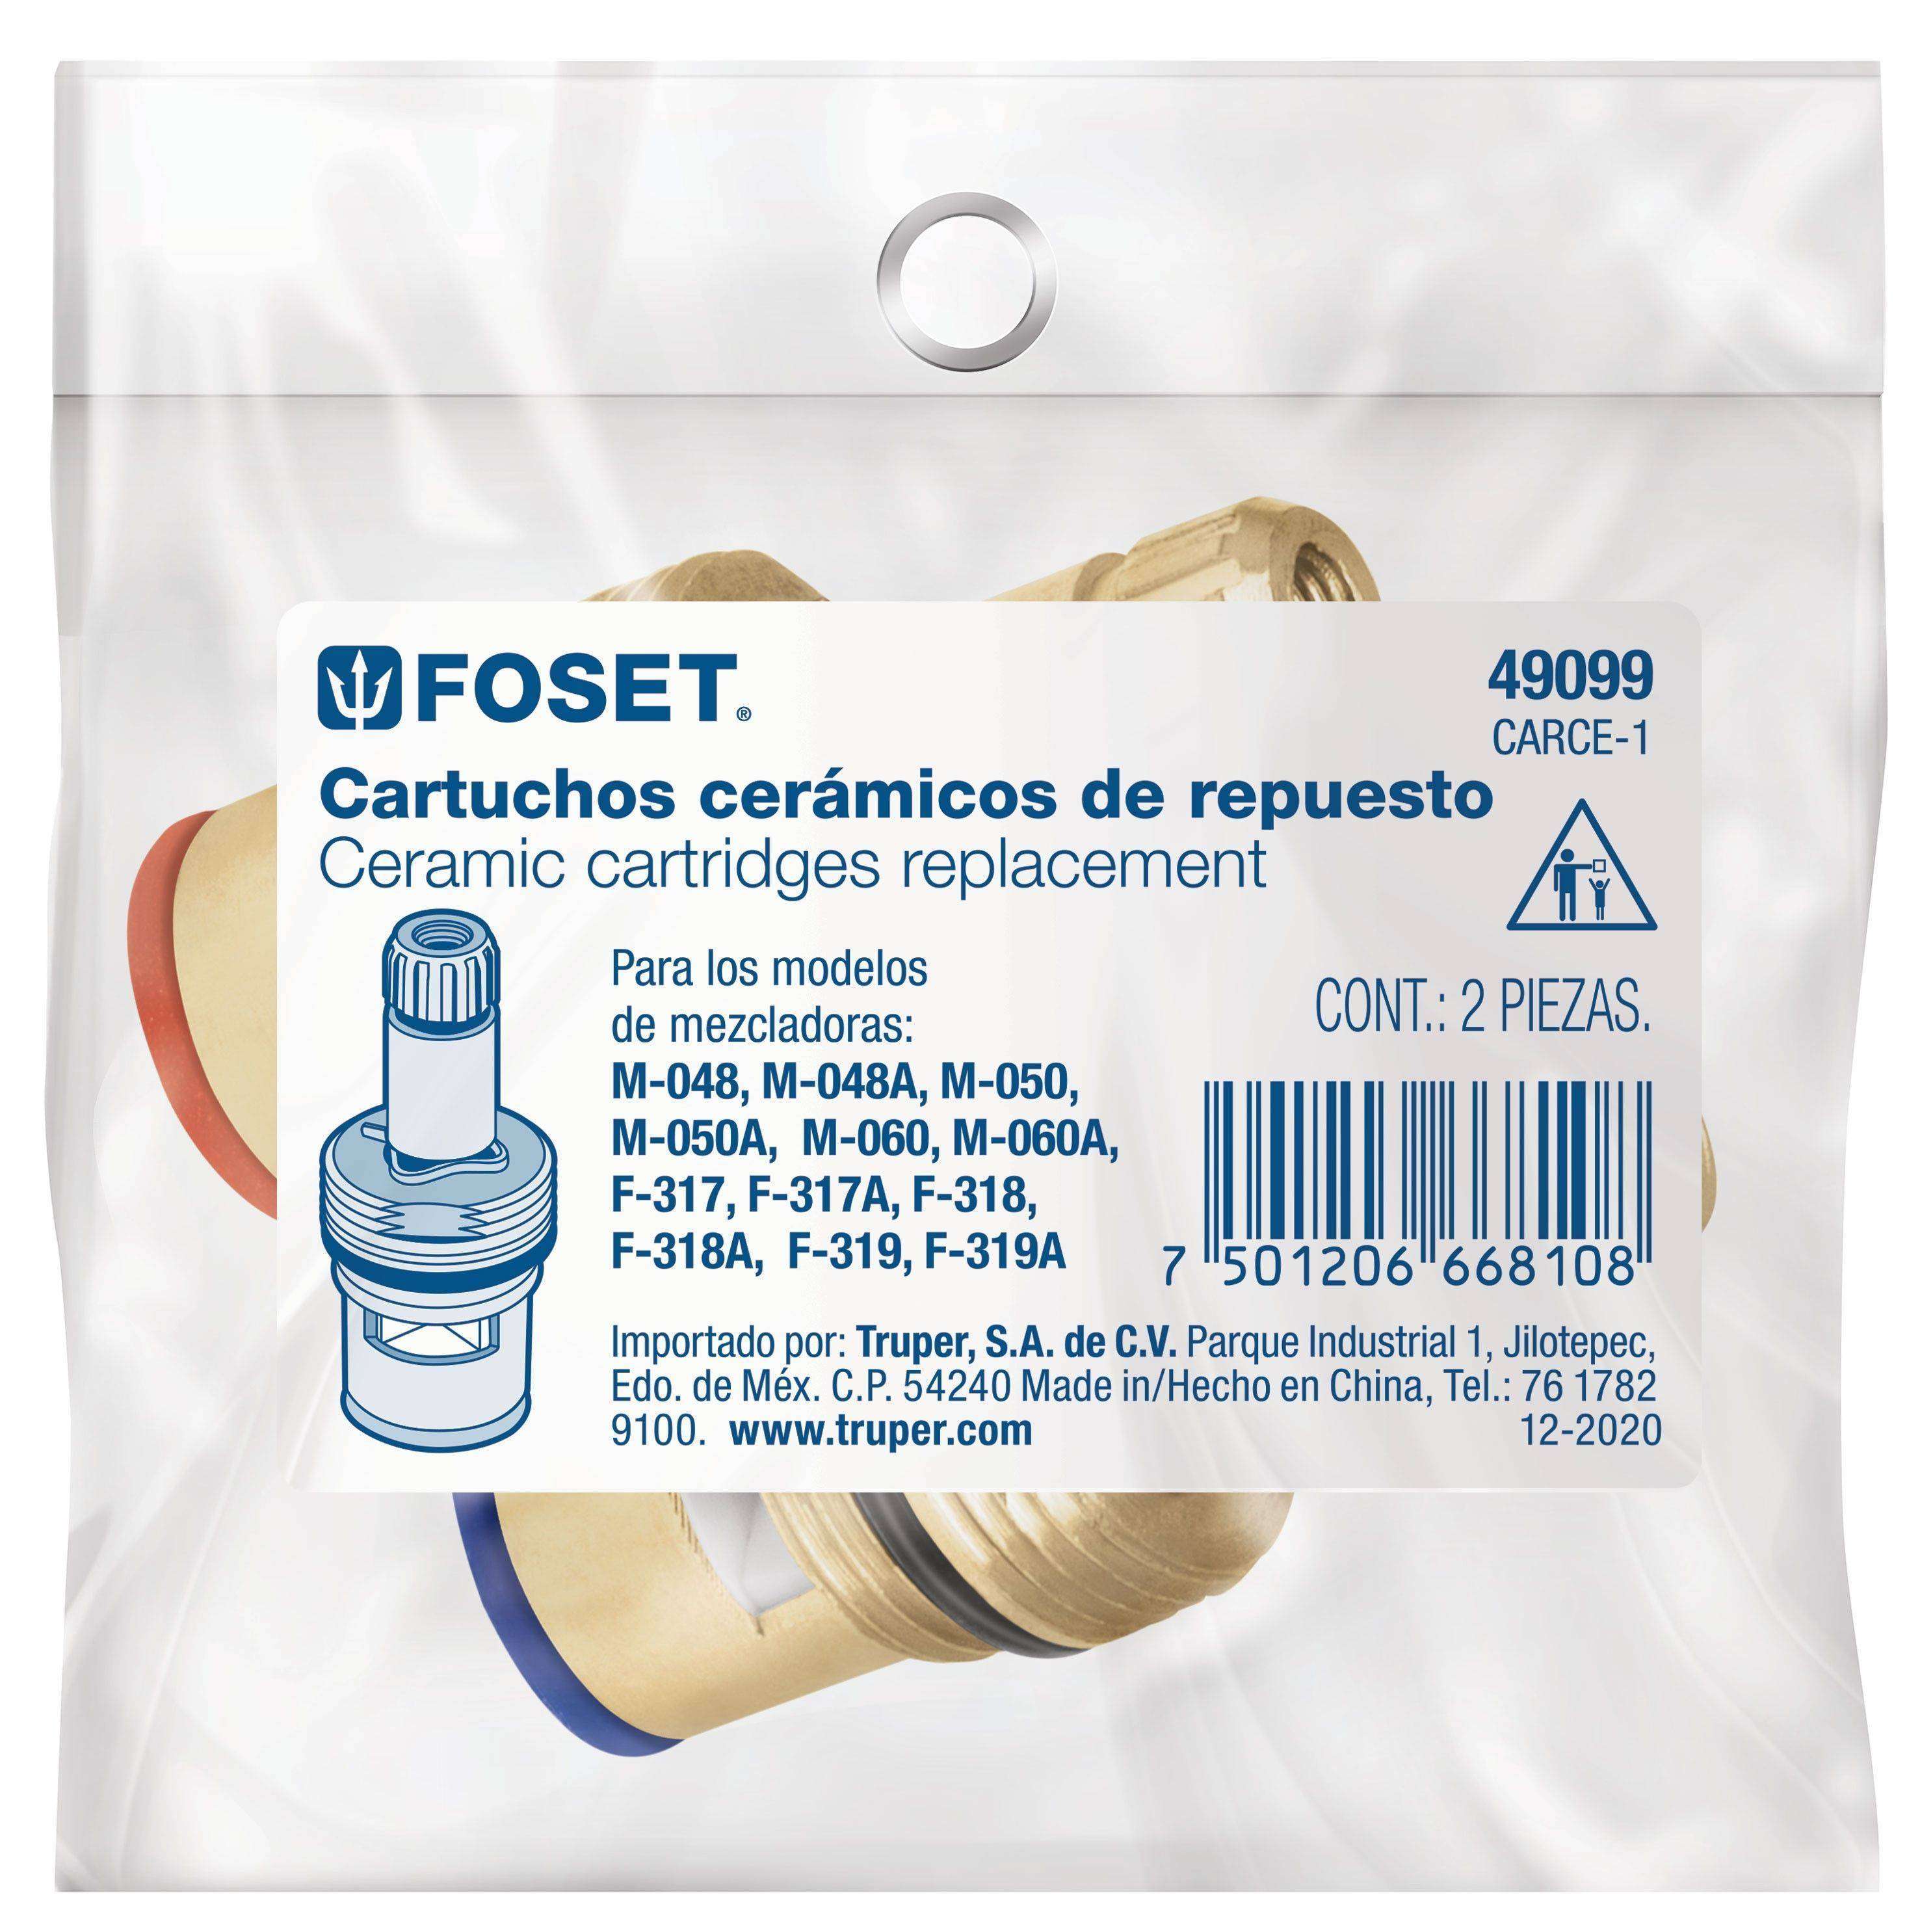 FOSET®
49099
CARCE-1
Cartuchos cerámicos de repuesto
Ceramic cartridges replacement
Para los modelos
de mezcladoras:
M-048, M-048A, M-050,
M-050A, M-060, M-060A,
F-317, F-317A, F-318,
F-318A, F-319, F-319A
CONT.: 2 PIEZAS.
7 501206 668108
Importado por: Truper, S.A. de C.V. Parque Industrial 1, Jilotepec,
Edo. de Méx. C.P. 54240 Made in/Hecho en China, Tel.: 76 1782
9100. www.truper.com
12-2020